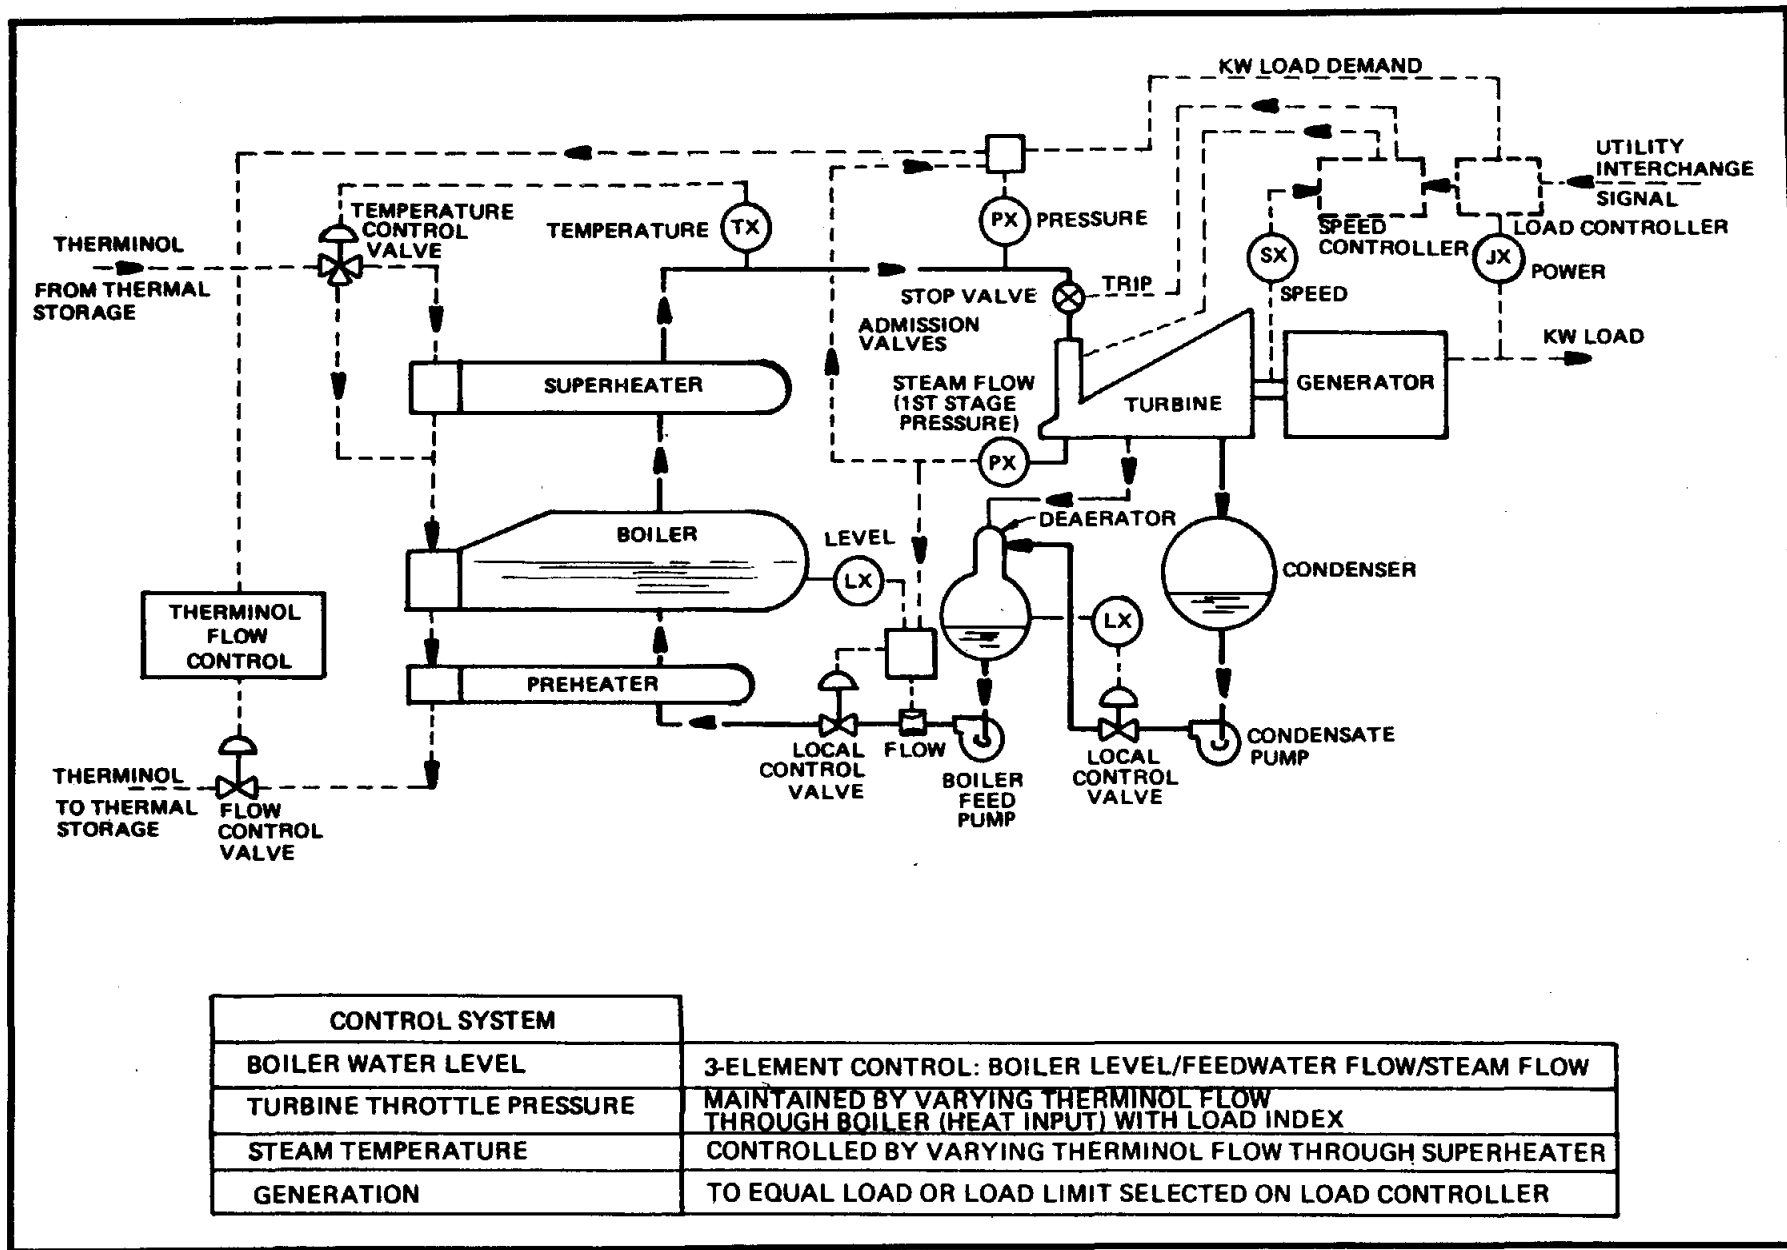 KW LOAD DEMAND
UTILITY
INTERCHANGE
SIGNAL
TEMPERATURE
CONTROL
VALVE
TEMPERATURE
TX
PX
PRESSURE
SPEED
CONTROLLER
LOAD CONTROLLER
THERMINOL
FROM THERMAL
STORAGE
SX
SPEED
JX
POWER
STOP VALVE
TRIP
ADMISSION
VALVES
KW LOAD
SUPERHEATER
STEAM FLOW
(1ST STAGE
PRESSURE)
TURBINE
GENERATOR
PX
DEAERATOR
BOILER
LEVEL
LX
CONDENSER
THERMINOL
FLOW
CONTROL
LX
PREHEATER
LOCAL
CONTROL
VALVE
FLOW
BOILER
FEED
PUMP
LOCAL
CONTROL
VALVE
CONDENSATE
PUMP
THERMINOL
TO THERMAL
STORAGE
FLOW
CONTROL
VALVE
CONTROL SYSTEM
BOILER WATER LEVEL
3-ELEMENT CONTROL: BOILER LEVEL/FEEDWATER FLOW/STEAM FLOW
TURBINE THROTTLE PRESSURE
MAINTAINED BY VARYING THERMINOL FLOW
THROUGH BOILER (HEAT INPUT) WITH LOAD INDEX
STEAM TEMPERATURE
CONTROLLED BY VARYING THERMINOL FLOW THROUGH SUPERHEATER
GENERATION
TO EQUAL LOAD OR LOAD LIMIT SELECTED ON LOAD CONTROLLER